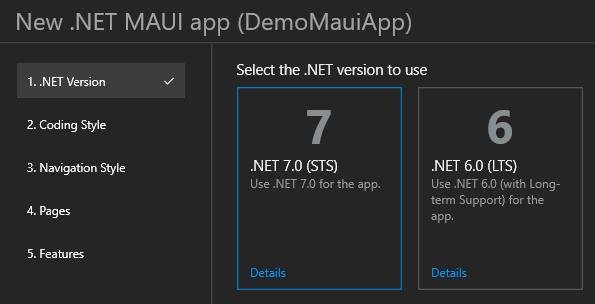 New .NET MAUI app (DemoMauiApp)
1. .NET Version
2. Coding Style
3. Navigation Style
4. Pages
5. Features
Select the .NET version to use
7
.NET 7.0 (STS)
Use .NET 7.0 for the app.
Details
6
.NET 6.0 (LTS)
Use .NET 6.0 (with Long-
term Support) for the
app.
Details